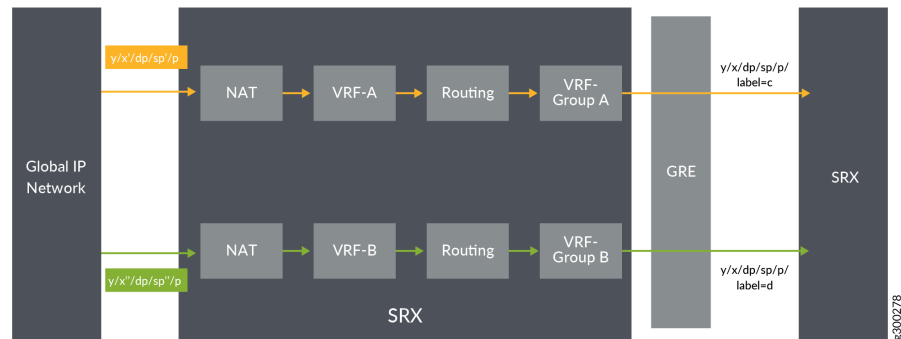 Global IP
Network
y/x'/dp/sp'/p
NAT
VRF-A
Routing
VRF-
Group A
y/x"/dp/sp"/p
NAT
VRF-B
Routing
VRF-
Group B
SRX
GRE
y/x/dp/sp/p/
label=c
y/x/dp/sp/p/
label=d
SRX
g300278